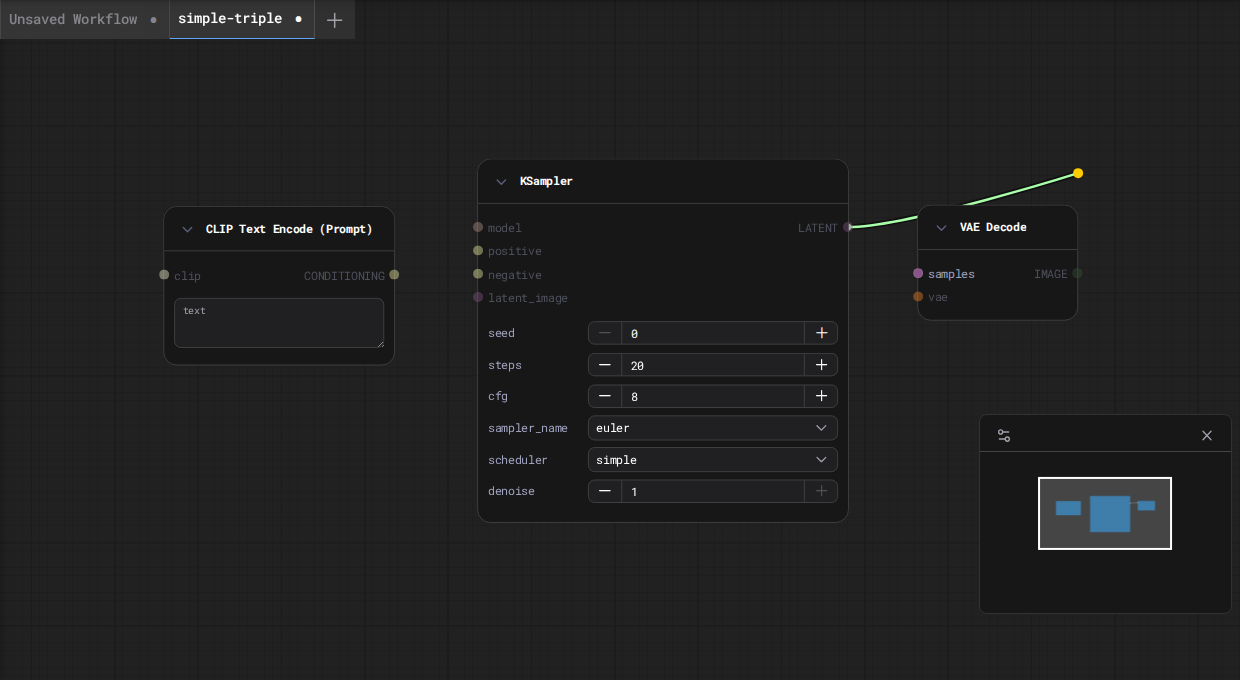 Unsaved Workflow
simple-triple
KSampler
CLIP Text Encode (Prompt)
VAE Decode
model
LATENT
positive
negative
latent_image
clip
CONDITIONING
text
samples
IMAGE
vae
seed
0
steps
20
cfg
8
sampler_name
euler
scheduler
simple
denoise
1